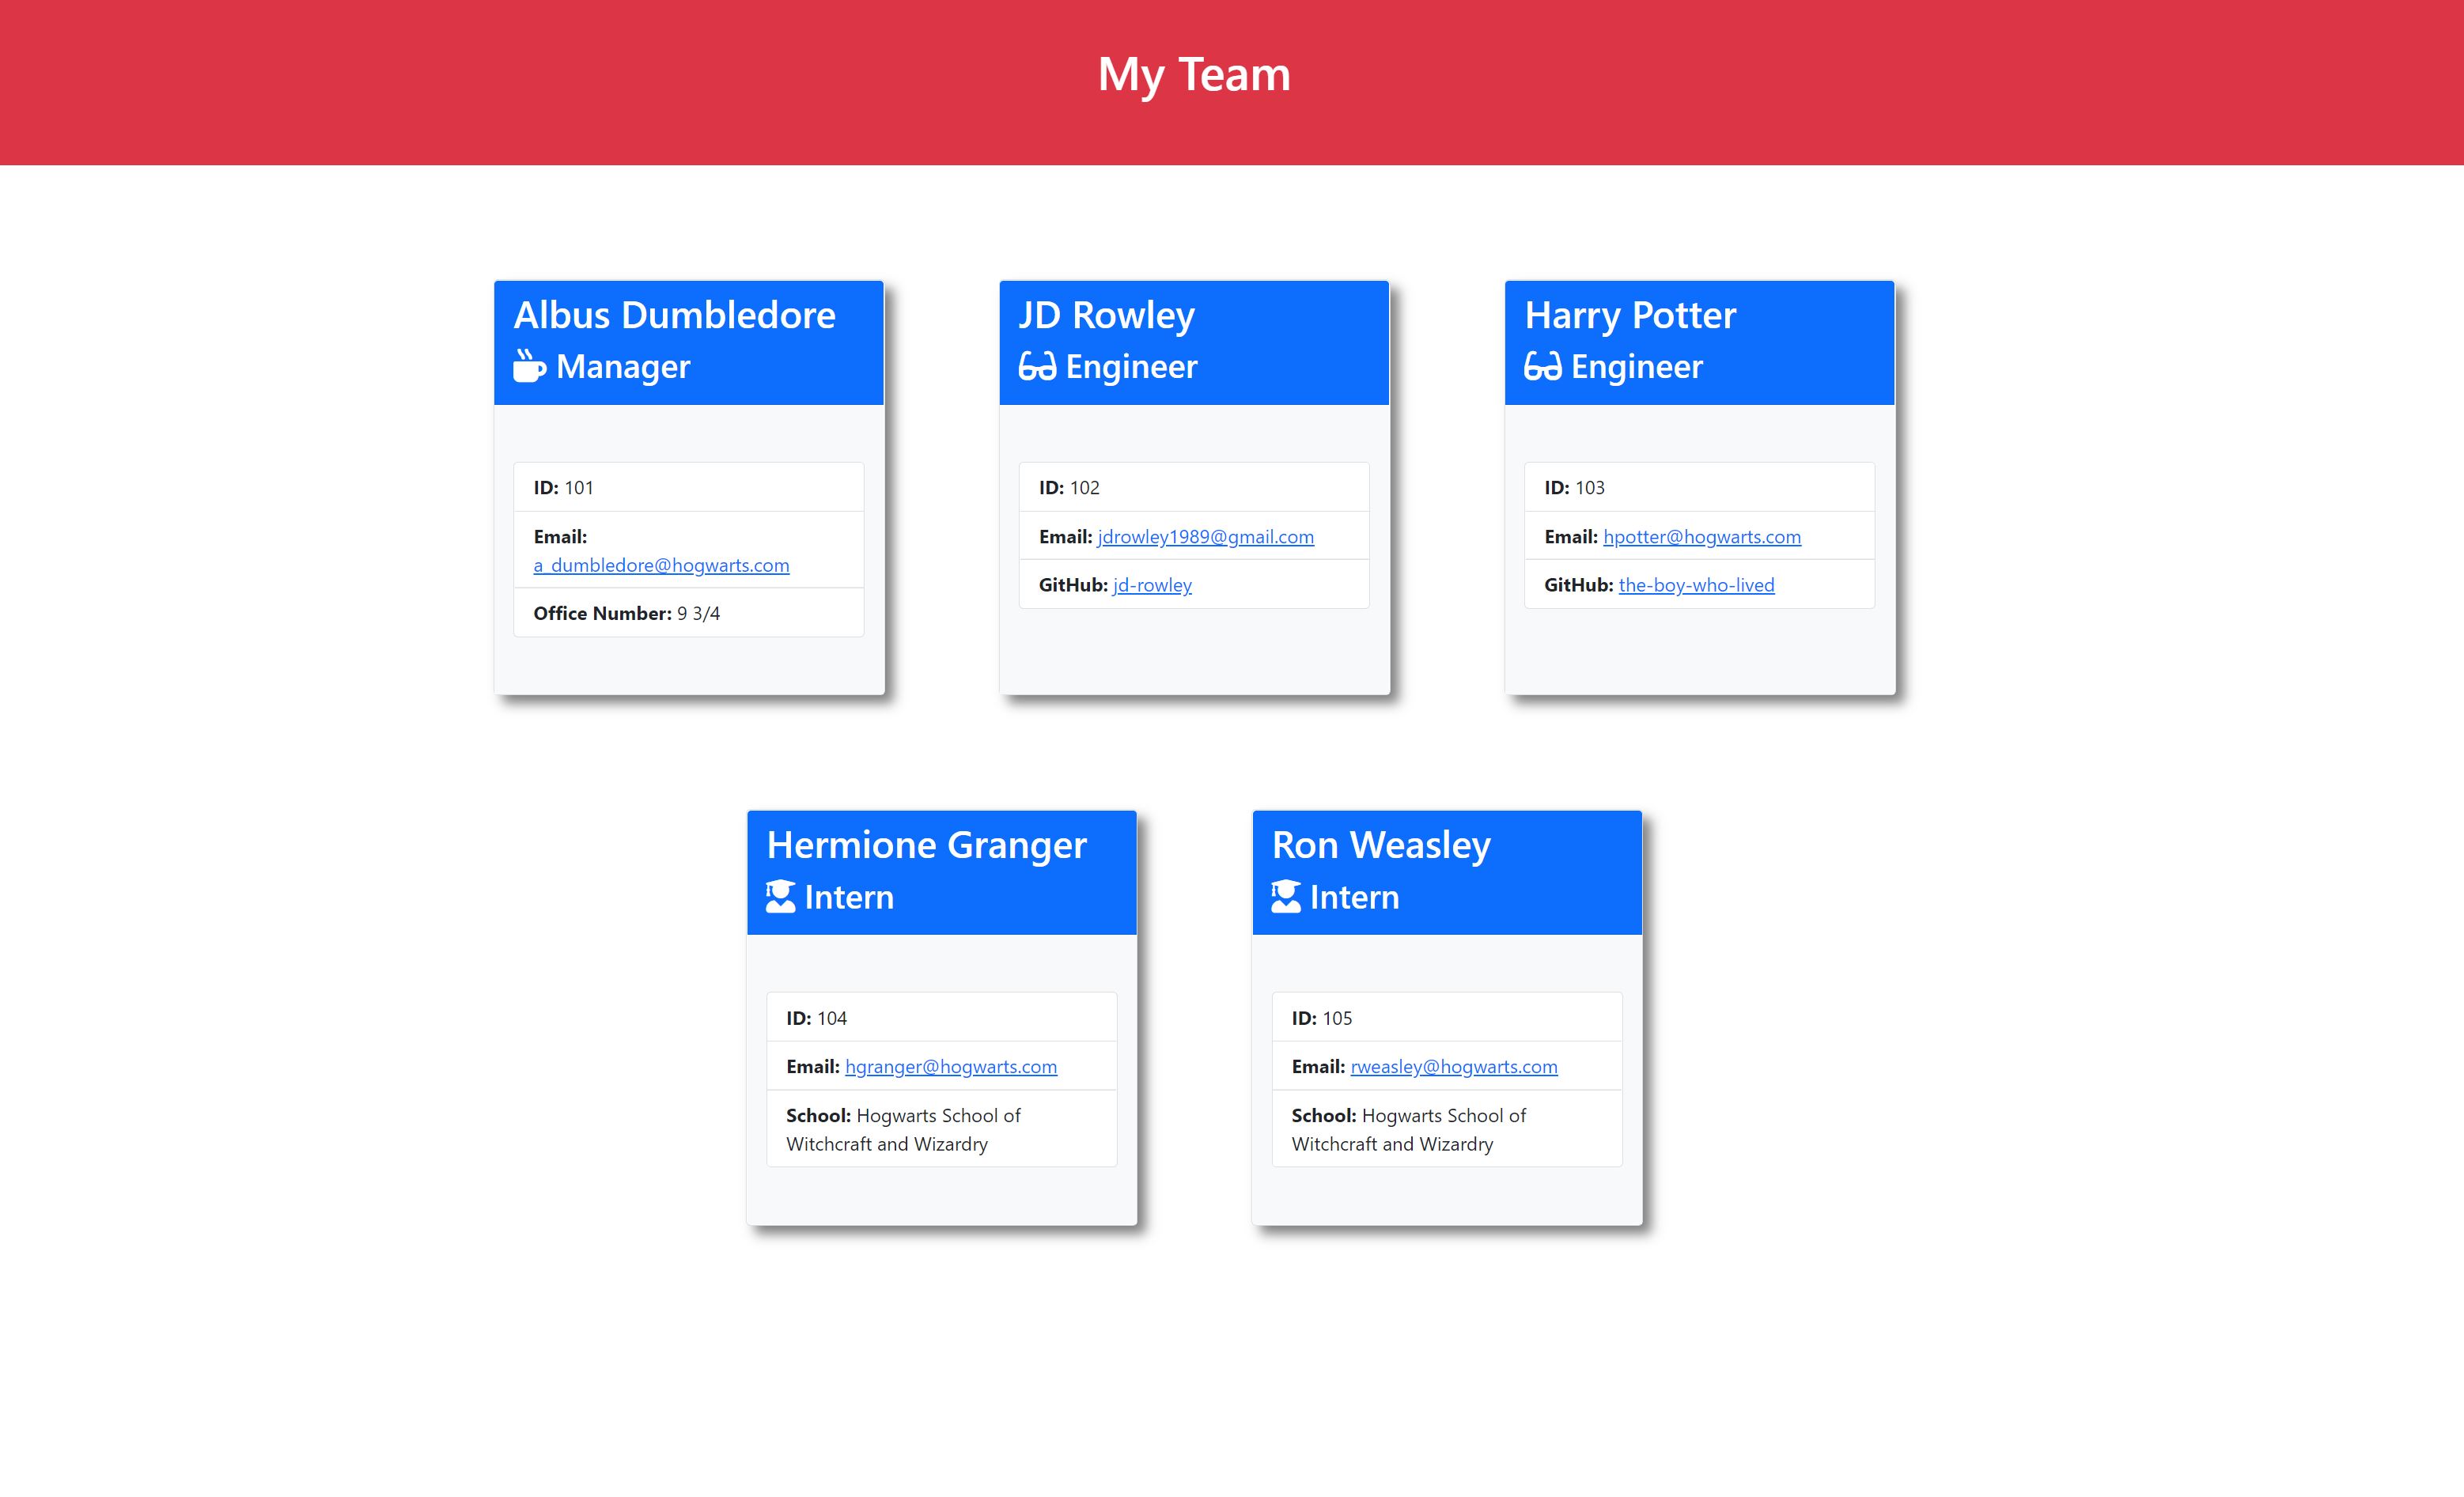 My Team
Albus Dumbledore
Manager
ID: 101
Email:
a_dumbledore@hogwarts.com
Office Number: 9 3/4
JD Rowley
Engineer
ID: 102
Email: jdrowley1989@gmail.com
GitHub: jd-rowley
Harry Potter
Engineer
ID: 103
Email: hpotter@hogwarts.com
GitHub: the-boy-who-lived
Hermione Granger
Intern
ID: 104
Email: hgranger@hogwarts.com
School: Hogwarts School of
Witchcraft and Wizardry
Ron Weasley
Intern
ID: 105
Email: rweasley@hogwarts.com
School: Hogwarts School of
Witchcraft and Wizardry